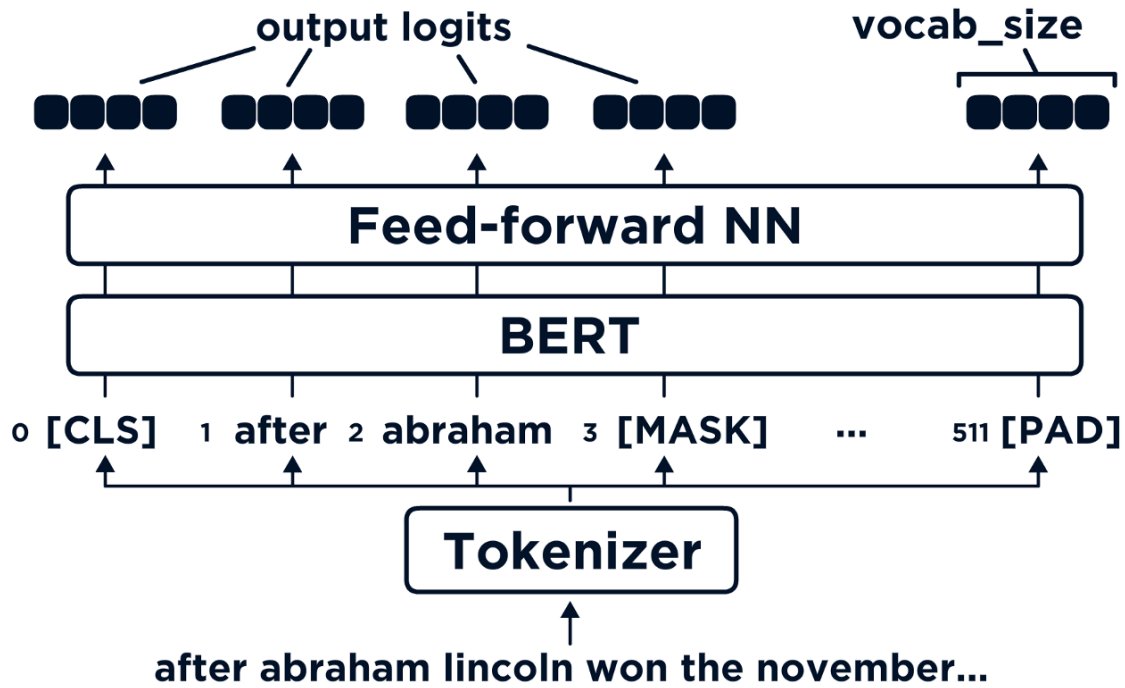 output logits
vocab_size
Feed-forward NN
BERT
0 [CLS] 1 after 2 abraham 3 [MASK] ... 511 [PAD]
Tokenizer
after abraham lincoln won the november...